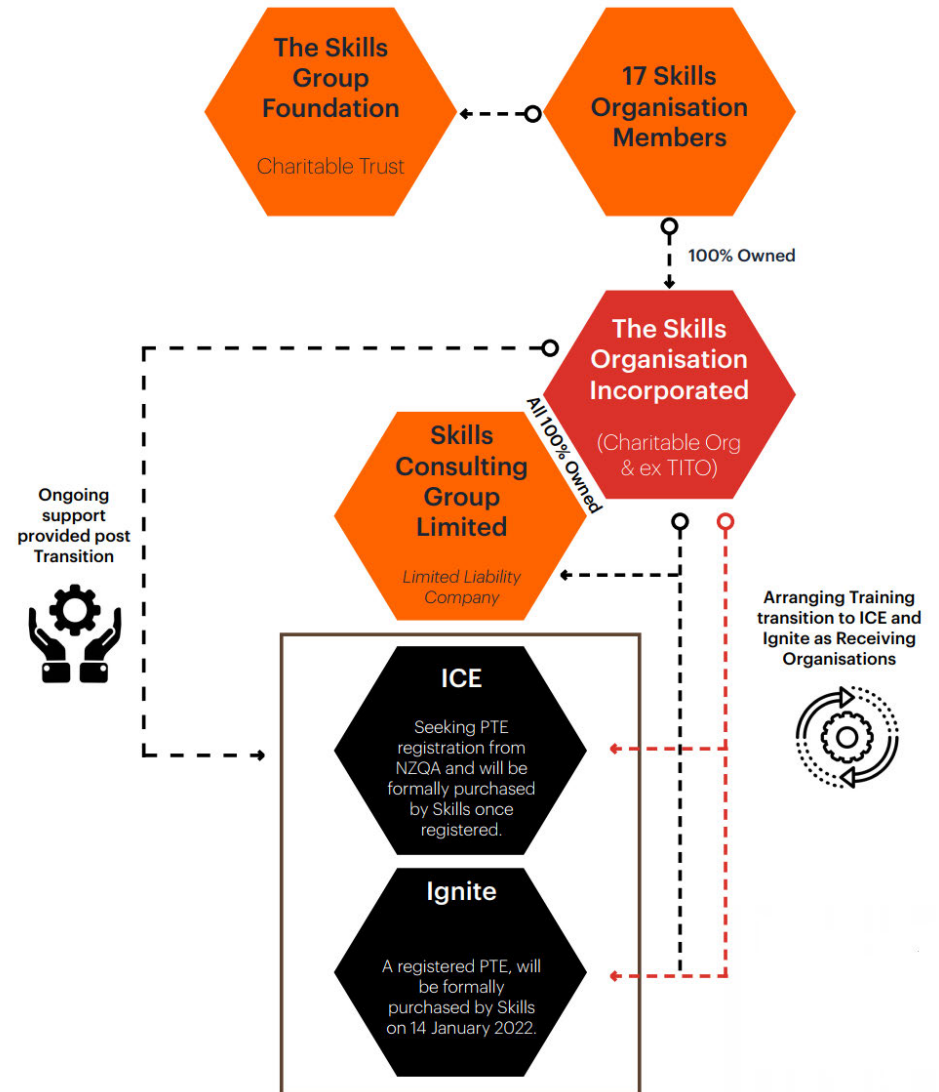 The Skills
Group
Foundation
Charitable Trust
17 Skills
Organisation
Members
100% Owned
The Skills
Organisation
Incorporated
(Charitable Org
& ex TITO)
All 100% Owned
Skills
Consulting
Group
Limited
Limited Liability
Company
Ongoing
support
provided post
Transition
Arranging Training
transition to ICE and
Ignite as Receiving
Organisations
ICE
Seeking PTE
registration from
NZQA and will be
formally purchased
by Skills once
registered.
Ignite
A registered PTE, will
be formally
purchased by Skills
on 14 January 2022.